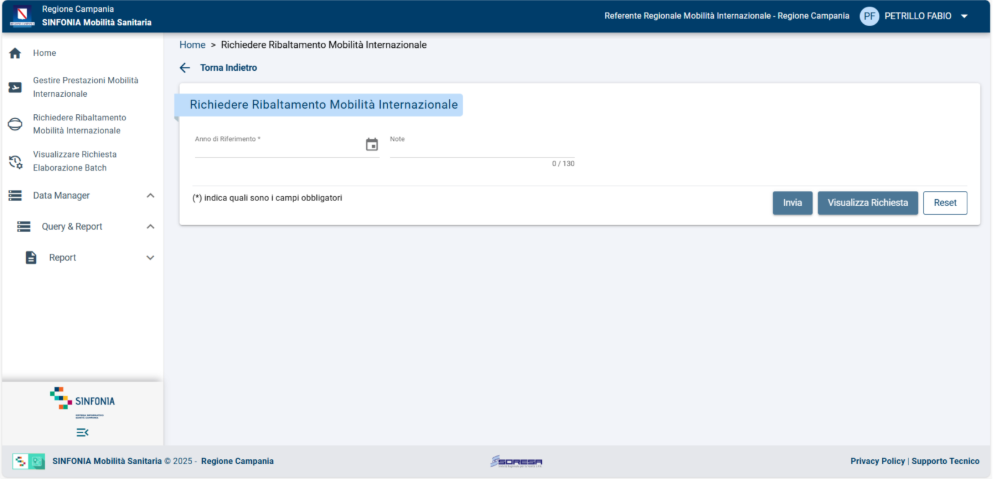 Regione Campania
SINFONIA Mobilità Sanitaria
Referente Regionale Mobilità Internazionale - Regione Campania
PF
PETRILLO FABIO
Home
Gestire Prestazioni Mobilità
Internazionale
Richiedere Ribaltamento
Mobilità Internazionale
Visualizzare Richiesta
Elaborazione Batch
Data Manager
Query & Report
Report
Home > Richiedere Ribaltamento Mobilità Internazionale
Torna Indietro
Richiedere Ribaltamento Mobilità Internazionale
Anno di Riferimento *
Note
0 / 130
(*) indica quali sono i campi obbligatori
Invia
Visualizza Richiesta
Reset
SINFONIA
SINFONIA Mobilità Sanitaria © 2025 - Regione Campania
SORESA
Privacy Policy | Supporto Tecnico